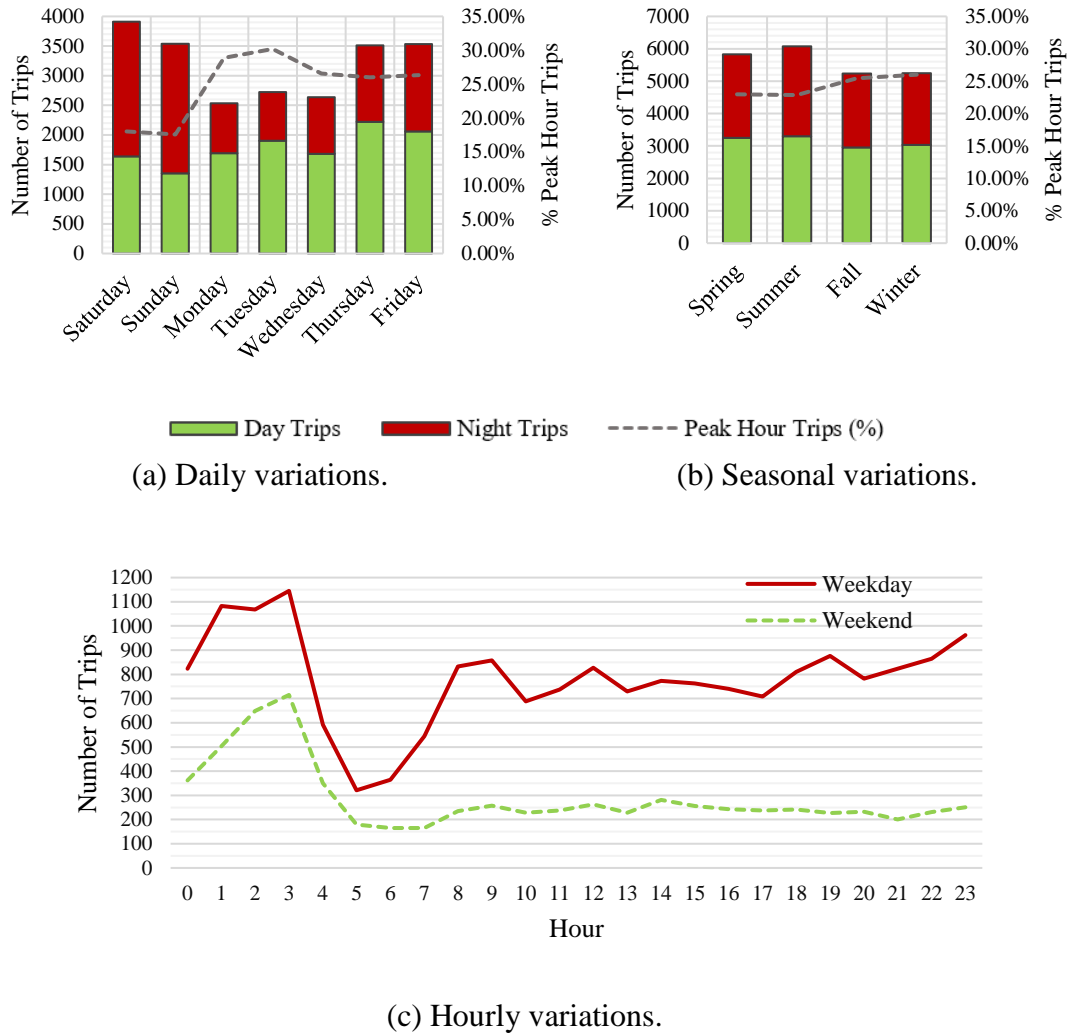 4000
3500
3000
2500
2000
1500
1000
500
0
Number of Trips
35.00%
30.00%
25.00%
20.00%
15.00%
10.00%
5.00%
0.00%
% Peak Hour Trips
Saturday
Sunday
Monday
Tuesday
Wednesday
Thursday
Friday
7000
6000
5000
4000
3000
2000
1000
0
Number of Trips
35.00%
30.00%
25.00%
20.00%
15.00%
10.00%
5.00%
0.00%
% Peak Hour Trips
Spring
Summer
Fall
Winter
Day Trips Night Trips Peak Hour Trips (%)
(a) Daily variations.
(b) Seasonal variations.
1200
1100
1000
900
800
700
600
500
400
300
200
100
0
Number of Trips
Weekday
Weekend
0 1 2 3 4 5 6 7 8 9 10 11 12 13 14 15 16 17 18 19 20 21 22 23
Hour
(c) Hourly variations.